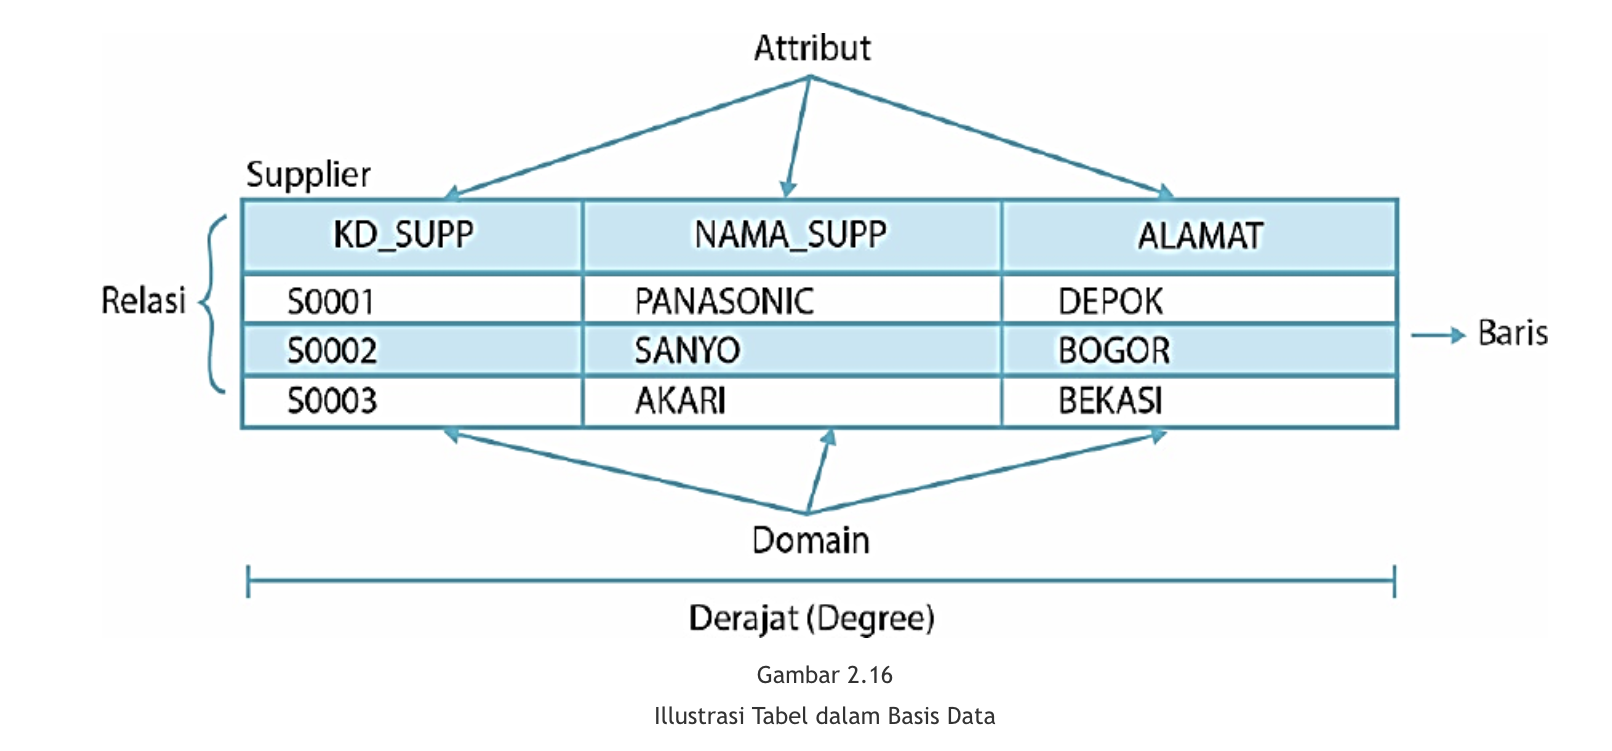 Attribut
Supplier
KD_SUPP NAMA_SUPP ALAMAT
Relasi
S0001 PANASONIC DEPOK
Baris
S0002 SANYO BOGOR
S0003 AKARI BEKASI
Domain
Derajat (Degree)
Gambar 2.16
Illustrasi Tabel dalam Basis Data